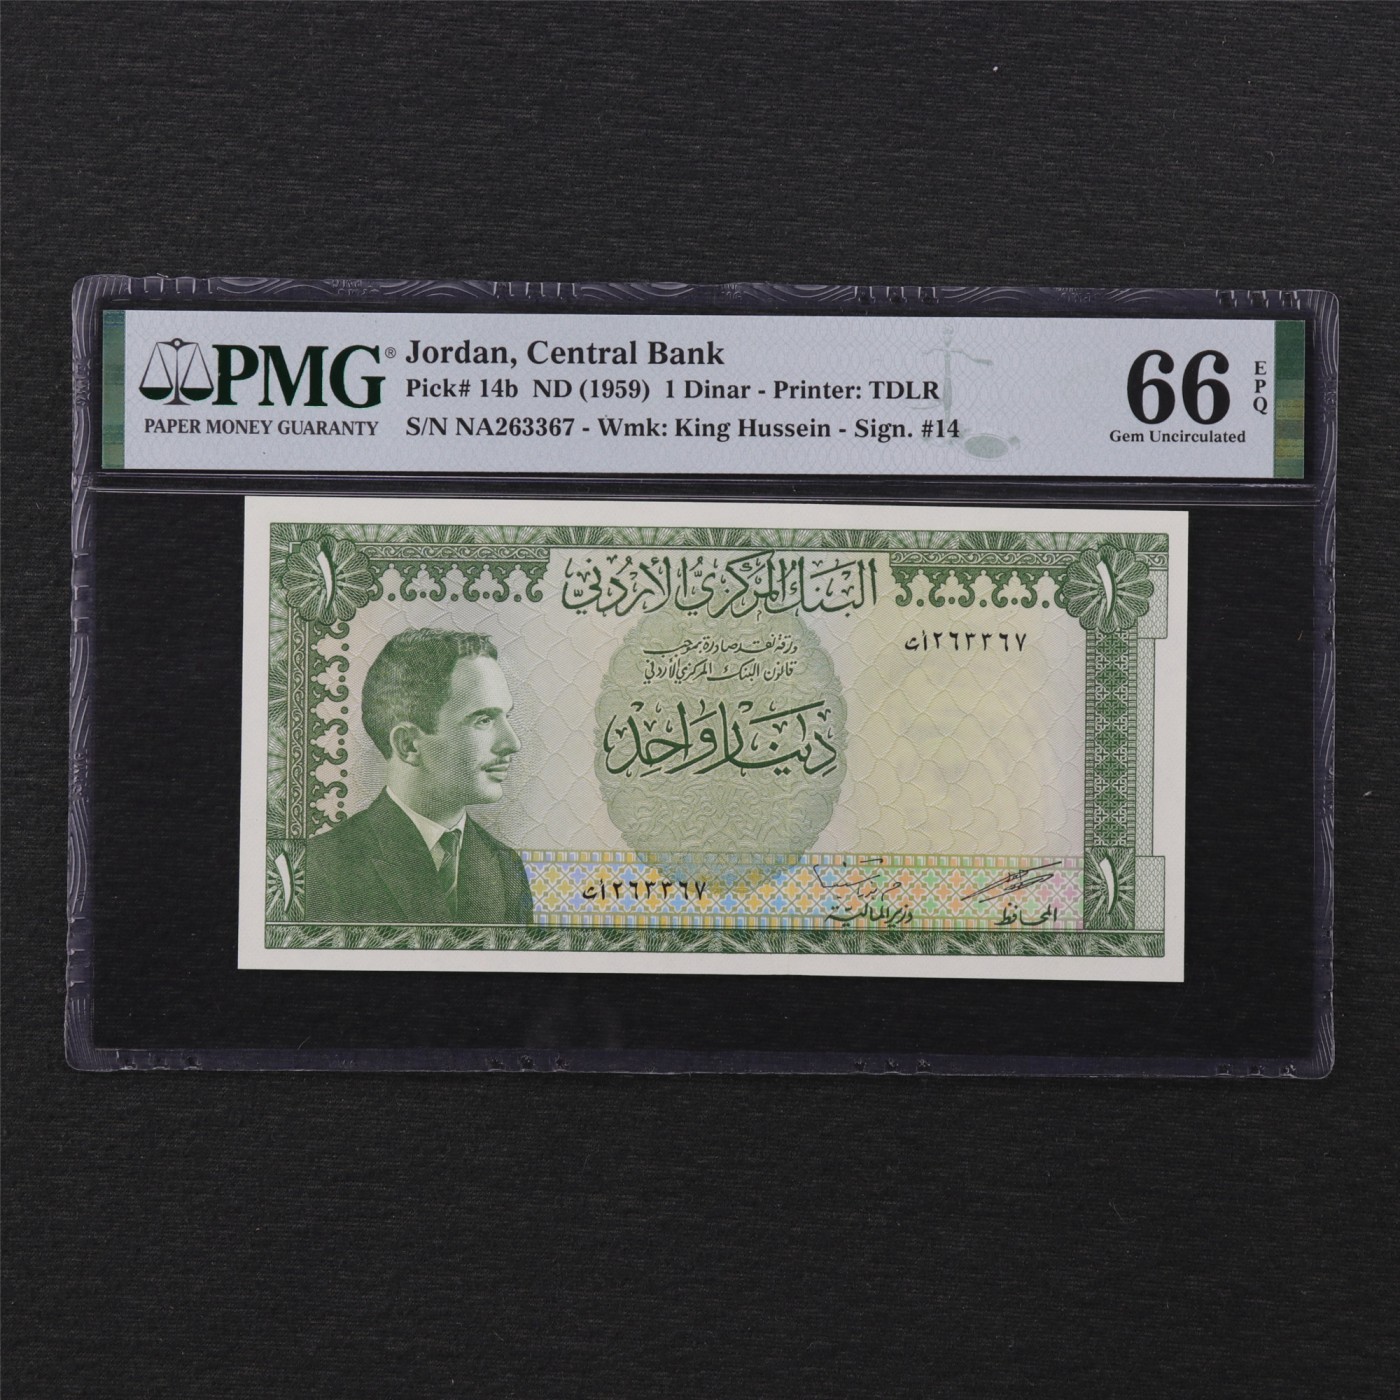 PMG®
PAPER MONEY GUARANTY
Jordan, Central Bank
Pick# 14b ND (1959) 1 Dinar - Printer: TDLR
S/N NA263367 - Wmk: King Hussein - Sign. #14
66
EPQ
Gem Uncirculated
١
١
البنك المركزي الأردني
أث٢٦٣٣٦٧
ورقة نقد صادرة بموجب
قانون البنك المركزي الأردني
دينار واحد
١
١
أث٢٦٣٣٦٧
وزير المالية
المحافظ